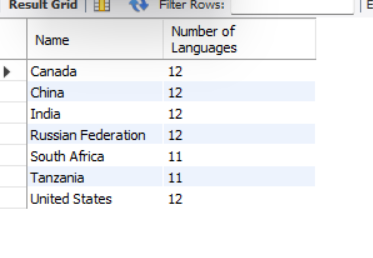 Result Grid Filter Rows: E
Name Number of
Languages
Canada 12
China 12
India 12
Russian Federation 12
South Africa 11
Tanzania 11
United States 12